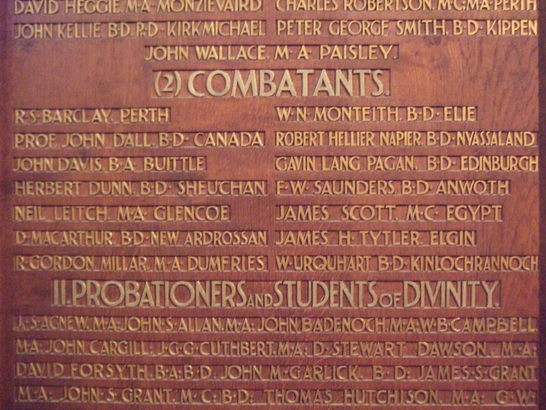 DAVID HEGGIE, M·A· MONZIEVAIRD CHARLES ROBERTSON, M·C·M·A· PERTH
JOHN KELLIE B·D, P·D· KIRKMICHAEL PETER GEORGE SMITH, B·D· KIPPEN
JOHN WALLACE, M·A· PAISLEY.
(2) COMBATANTS.
R·S·BARCLAY, PERTH W·N·MONTEITH, B·D· ELIE
PROF. JOHN DALL, B·D· CANADA ROBERT HELLIER NAPIER, B·D· NYASSALAND
JOHN DAVIS, B·A· BUITTLE GAVIN LANG PAGAN, B·D· EDINBURGH
HERBERT DUNN, B·D· SHEUCHAN F·W· SAUNDERS, B·D· ANWOTH
NEIL LEITCH, M·A· GLENCOE JAMES SCOTT, M·C· EGYPT
D·MACARTHUR, B·D· NEW ARDROSSAN JAMES H·TYTLER, ELGIN
R·GORDON MILLAR, M·A· DUMFRIES, W·URQUHART B·D· KINLOCHRANNOCH
II. PROBATIONERS AND STUDENTS OF DIVINITY.
J·S·AGNEW, M·A· JOHN·S·ALLAN, M·A· JOHN BADENOCH, M·A· W·B·CAMPBELL,
M·A· JOHN CARGILL: J·G·G·CUTHBERT, M·A· D·STEWART DAWSON, M·A·
DAVID FORSYTH, B·A·B·D· JOHN M·GARLICK, B·D· JAMES·S·GRANT
M·A· JOHN·S·GRANT, M·C·B·D· THOMAS HUTCHISON, M·A· G·W·